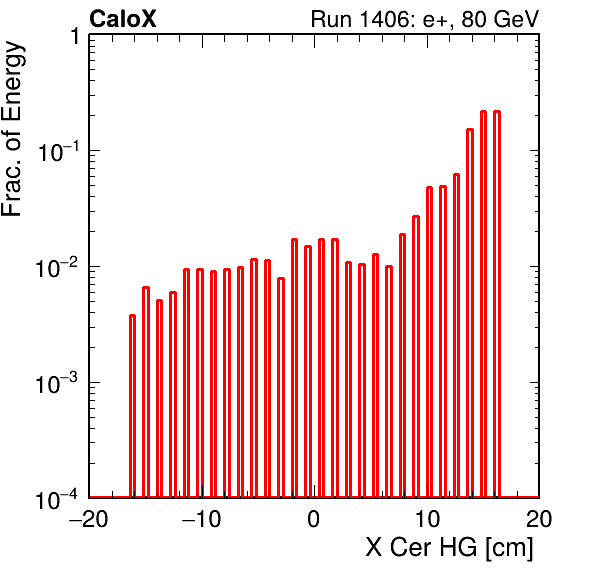 CaloX Run 1406: e+, 80 GeV
Frac. of Energy
1
10⁻¹
10⁻²
10⁻³
10⁻⁴
−20 −10 0 10 20
X Cer HG [cm]